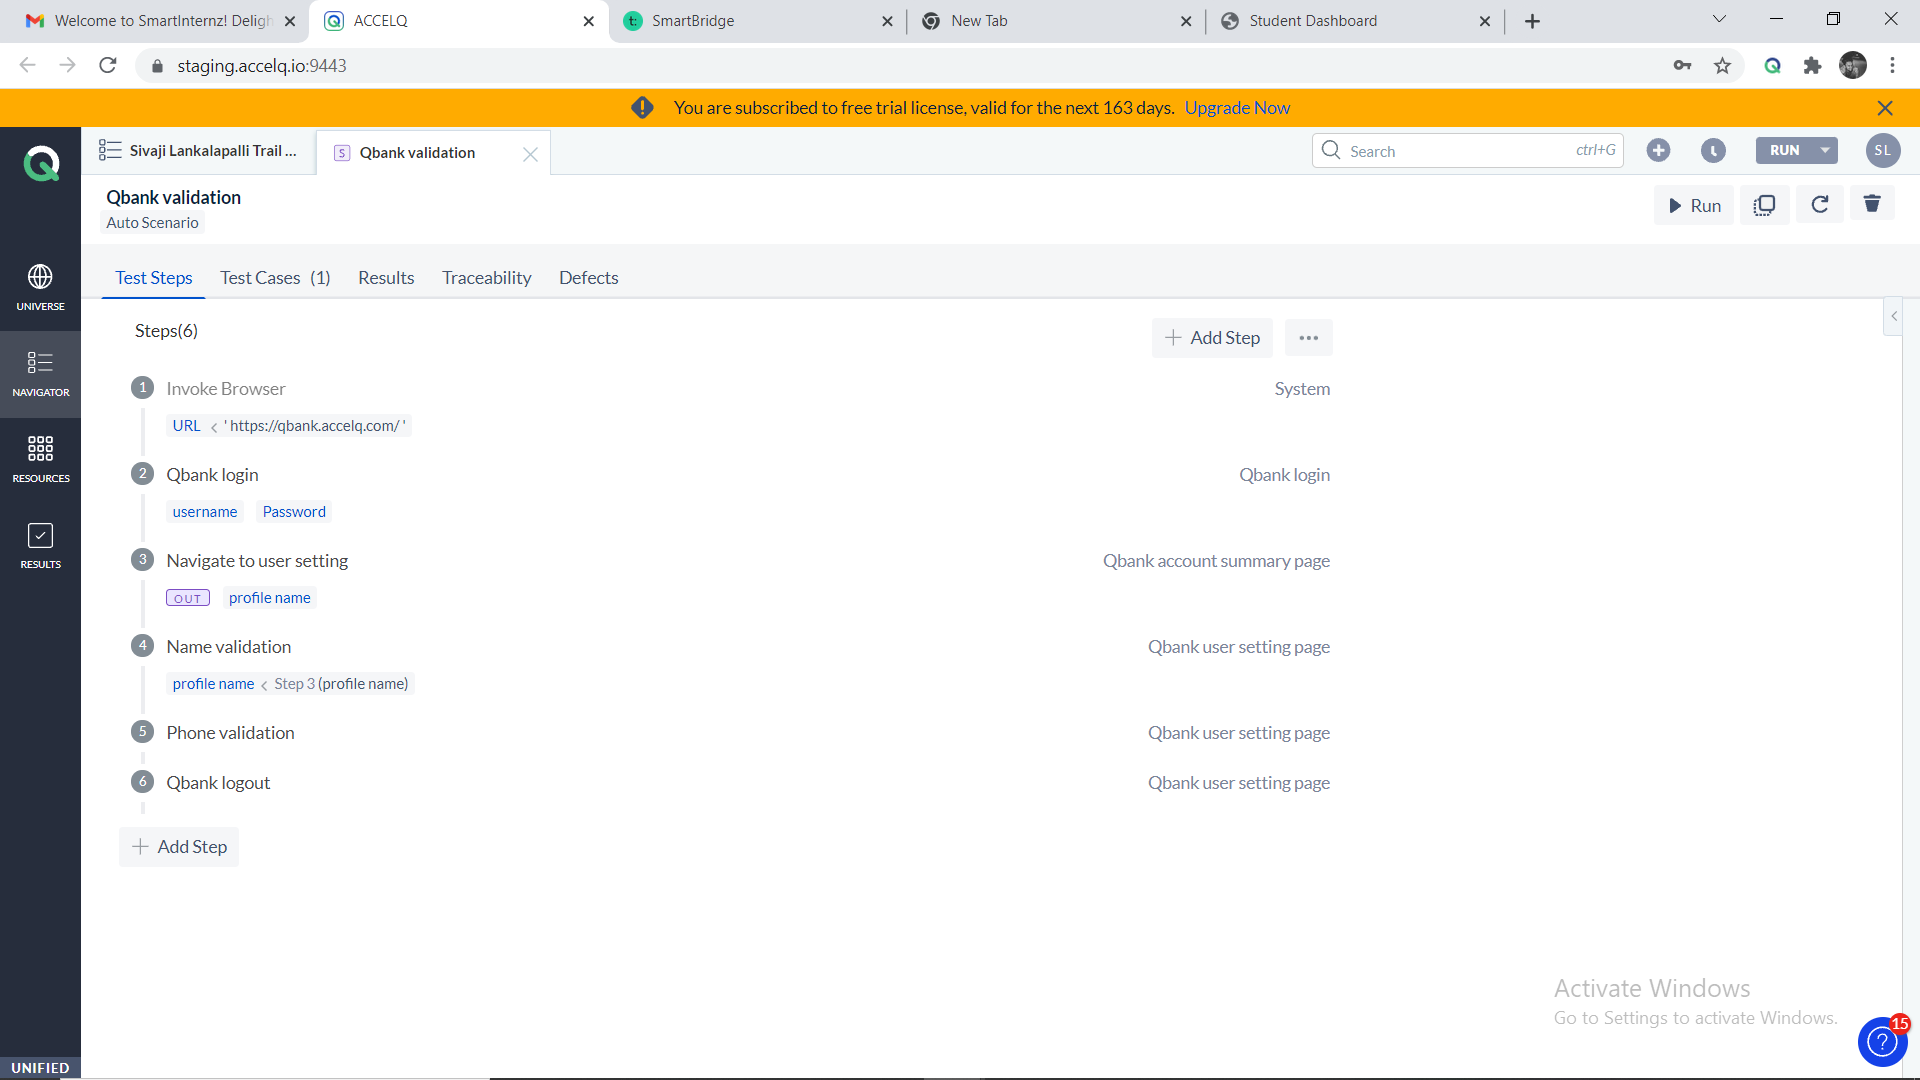 Welcome to SmartInternz! Deligh
ACCELQ
SmartBridge
New Tab
Student Dashboard
staging.accelq.io:9443
You are subscribed to free trial license, valid for the next 163 days. Upgrade Now
Sivaji Lankalapalli Trail ...
S Qbank validation
Search ctrl+G
RUN
SL
Qbank validation
Auto Scenario
Run
UNIVERSE
NAVIGATOR
RESOURCES
RESULTS
UNIFIED
Test Steps Test Cases (1) Results Traceability Defects
Steps(6)
+ Add Step ...
1 Invoke Browser System
URL < ' https://qbank.accelq.com/ '
2 Qbank login Qbank login
username Password
3 Navigate to user setting Qbank account summary page
OUT profile name
4 Name validation Qbank user setting page
profile name < Step 3 (profile name)
5 Phone validation Qbank user setting page
6 Qbank logout Qbank user setting page
+ Add Step
Activate Windows
Go to Settings to activate Windows.
15
?